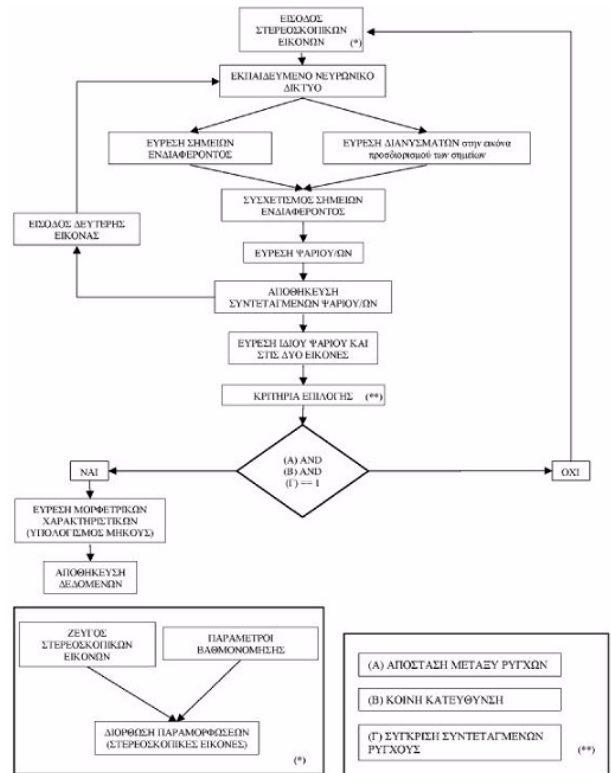 ΕΙΣΟΔΟΣ
ΣΤΕΡΕΟΣΚΟΠΙΚΩΝ
ΕΙΚΟΝΩΝ (*)
ΕΚΠΑΙΔΕΥΜΕΝΟ ΝΕΥΡΩΝΙΚΟ
ΔΙΚΤΥΟ
ΕΥΡΕΣΗ ΣΗΜΕΙΩΝ
ΕΝΔΙΑΦΕΡΟΝΤΟΣ
ΕΥΡΕΣΗ ΔΙΑΝΥΣΜΑΤΩΝ στην εικόνα
προσδιορισμού των σημείων
ΣΥΣΧΕΤΙΣΜΟΣ ΣΗΜΕΙΩΝ
ΕΝΔΙΑΦΕΡΟΝΤΟΣ
ΕΙΣΟΔΟΣ ΔΕΥΤΕΡΗΣ
ΕΙΚΟΝΑΣ
ΕΥΡΕΣΗ ΨΑΡΙΟΥ/ΩΝ
ΑΠΟΘΗΚΕΥΣΗ
ΣΥΝΤΕΤΑΓΜΕΝΩΝ ΨΑΡΙΟΥ/ΩΝ
ΕΥΡΕΣΗ ΙΔΙΟΥ ΨΑΡΙΟΥ ΚΑΙ
ΣΤΙΣ ΔΥΟ ΕΙΚΟΝΕΣ
ΚΡΙΤΗΡΙΑ ΕΠΙΛΟΓΗΣ (**)
(Α) AND
(Β) AND
(Γ) == 1
ΝΑΙ
ΟΧΙ
ΕΥΡΕΣΗ ΜΟΡΦΕΤΡΙΚΩΝ
ΧΑΡΑΚΤΗΡΙΣΤΙΚΩΝ
(ΥΠΟΛΟΓΙΣΜΟΣ ΜΗΚΟΥΣ)
ΑΠΟΘΗΚΕΥΣΗ
ΔΕΔΟΜΕΝΩΝ
ΖΕΥΓΟΣ
ΣΤΕΡΕΟΣΚΟΠΙΚΩΝ
ΕΙΚΟΝΩΝ
ΠΑΡΑΜΕΤΡΟΙ
ΒΑΘΜΟΝΟΜΗΣΗΣ
ΔΙΟΡΘΩΣΗ ΠΑΡΑΜΟΡΦΩΣΕΩΝ
(ΣΤΕΡΕΟΣΚΟΠΙΚΕΣ ΕΙΚΟΝΕΣ)
(*)
(Α) ΑΠΟΣΤΑΣΗ ΜΕΤΑΞΥ ΡΥΓΧΩΝ
(Β) ΚΟΙΝΗ ΚΑΤΕΥΘΥΝΣΗ
(Γ) ΣΥΓΚΡΙΣΗ ΣΥΝΤΕΤΑΓΜΕΝΩΝ
ΡΥΓΧΟΥΣ
(**)